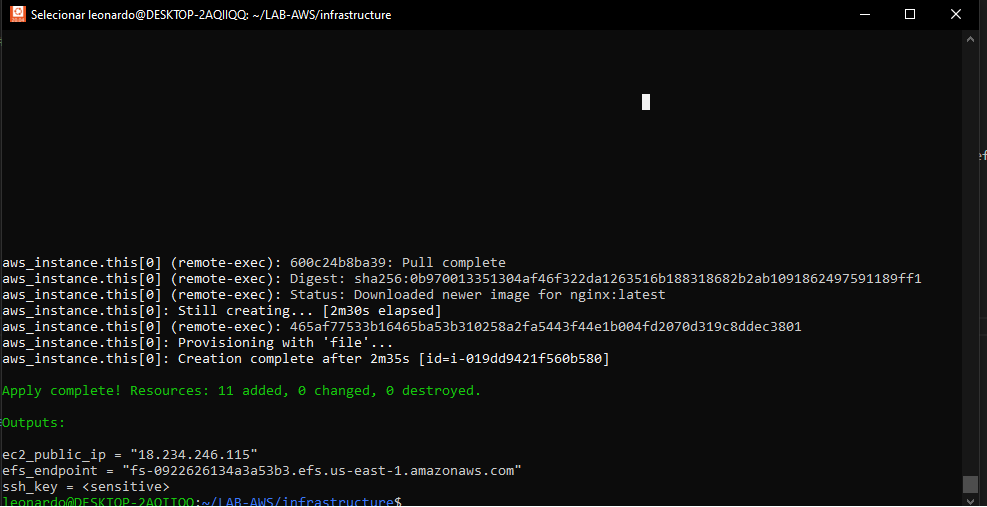 Selecionar leonardo@DESKTOP-2AQIIQQ: ~/LAB-AWS/infrastructure
aws_instance.this[0] (remote-exec): 600c24b8ba39: Pull complete
aws_instance.this[0] (remote-exec): Digest: sha256:0b970013351304af46f322da1263516b188318682b2ab1091862497591189ff1
aws_instance.this[0] (remote-exec): Status: Downloaded newer image for nginx:latest
aws_instance.this[0]: Still creating... [2m30s elapsed]
aws_instance.this[0] (remote-exec): 465af77533b16465ba53b310258a2fa5443f44e1b004fd2070d319c8ddec3801
aws_instance.this[0]: Provisioning with 'file'...
aws_instance.this[0]: Creation complete after 2m35s [id=i-019dd9421f560b580]
Apply complete! Resources: 11 added, 0 changed, 0 destroyed.
Outputs:
ec2_public_ip = "18.234.246.115"
efs_endpoint = "fs-0922626134a3a53b3.efs.us-east-1.amazonaws.com"
ssh_key = <sensitive>
leonardo@DESKTOP-2AQIIQQ:~/LAB-AWS/infrastructure$